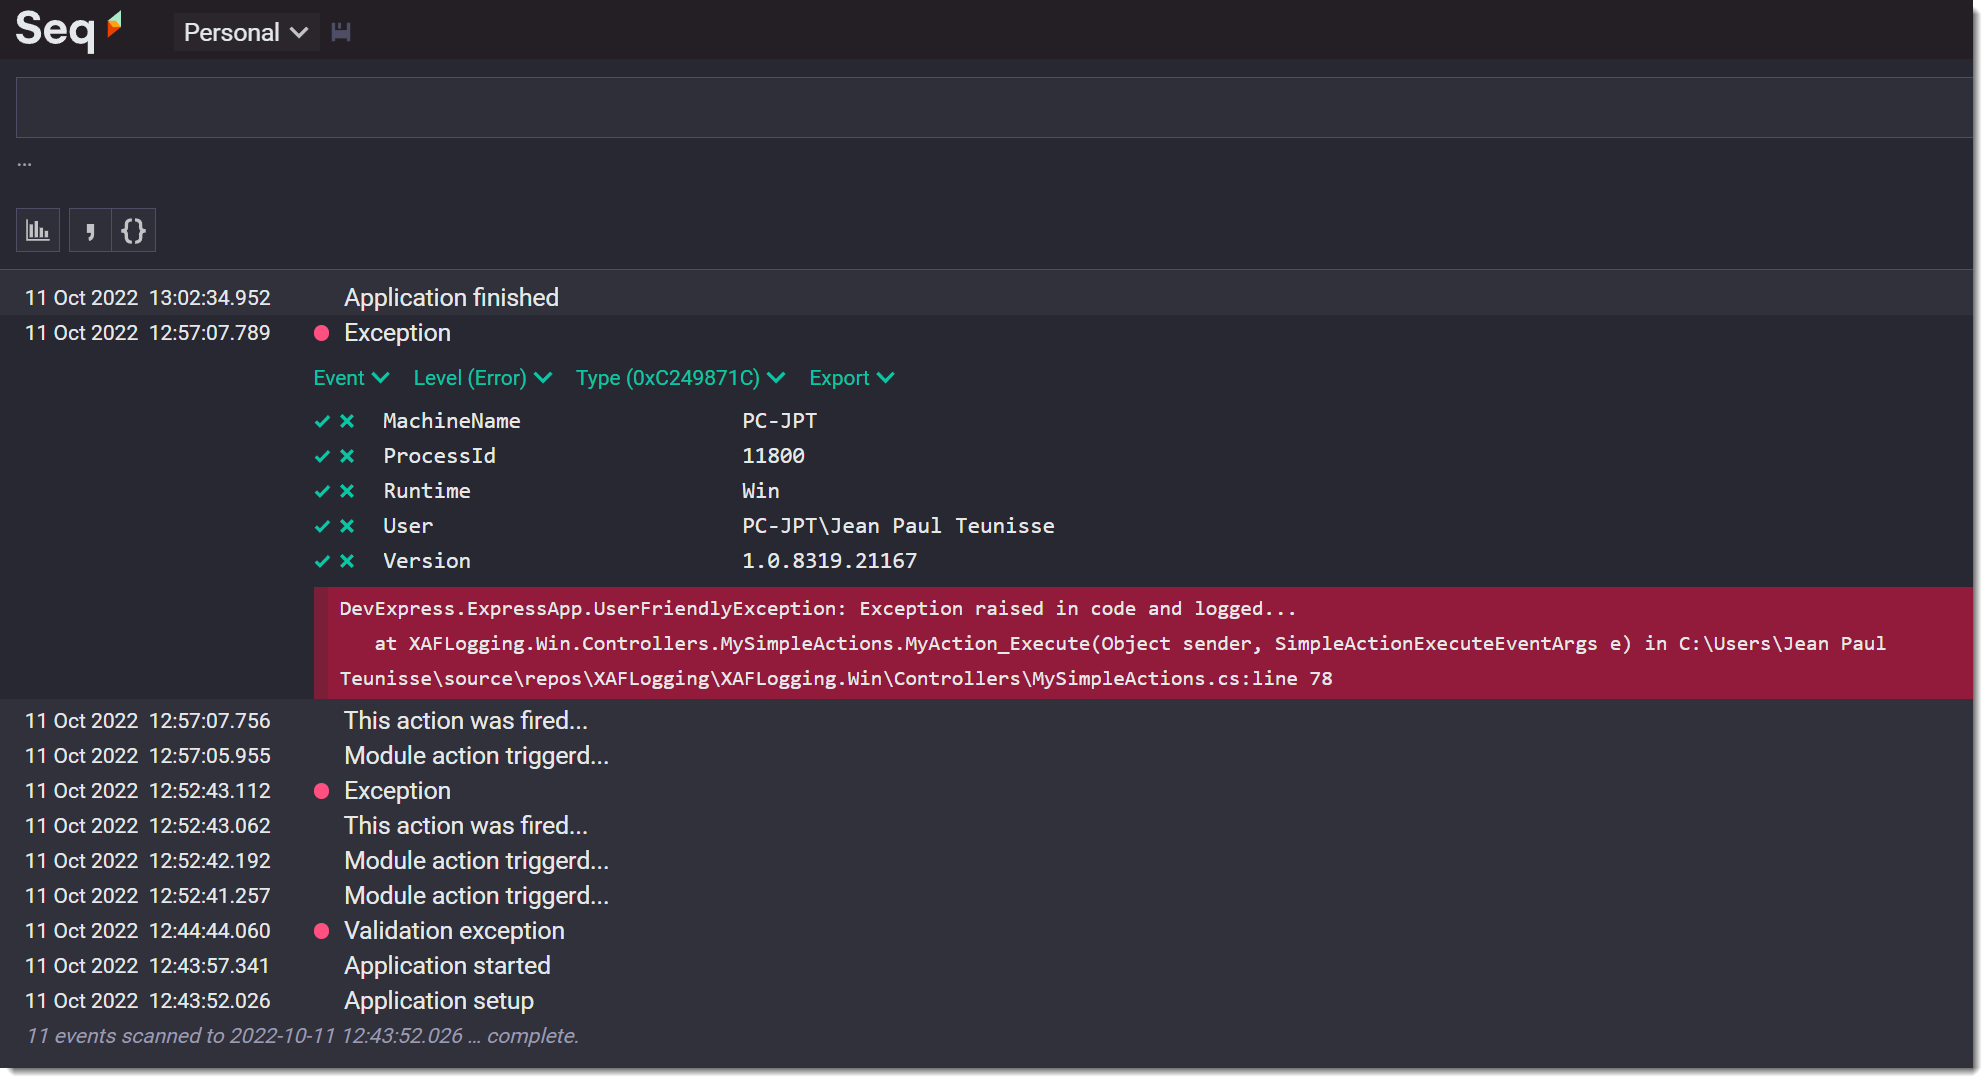 Seq
Personal
...
, {}
11 Oct 2022 13:02:34.952 Application finished
11 Oct 2022 12:57:07.789 Exception
Event Level (Error) Type (0xC249871C) Export
MachineName PC-JPT
ProcessId 11800
Runtime Win
User PC-JPT\Jean Paul Teunisse
Version 1.0.8319.21167
DevExpress.ExpressApp.UserFriendlyException: Exception raised in code and logged...
at XAFLogging.Win.Controllers.MySimpleActions.MyAction_Execute(Object sender, SimpleActionExecuteEventArgs e) in C:\Users\Jean Paul
Teunisse\source\repos\XAFLogging\XAFLogging.Win\Controllers\MySimpleActions.cs:line 78
11 Oct 2022 12:57:07.756 This action was fired...
11 Oct 2022 12:57:05.955 Module action triggerd...
11 Oct 2022 12:52:43.112 Exception
11 Oct 2022 12:52:43.062 This action was fired...
11 Oct 2022 12:52:42.192 Module action triggerd...
11 Oct 2022 12:52:41.257 Module action triggerd...
11 Oct 2022 12:44:44.060 Validation exception
11 Oct 2022 12:43:57.341 Application started
11 Oct 2022 12:43:52.026 Application setup
11 events scanned to 2022-10-11 12:43:52.026 ... complete.